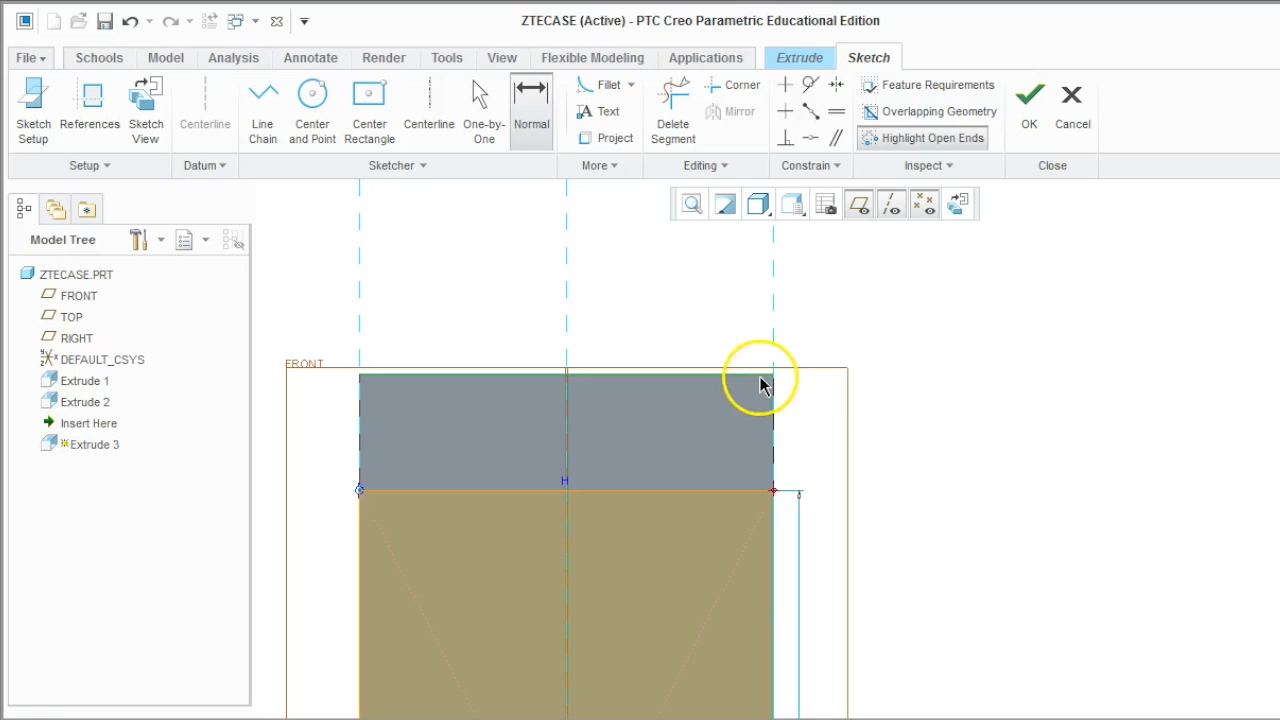 ZTECASE (Active) - PTC Creo Parametric Educational Edition
File Schools Model Analysis Annotate Render Tools View Flexible Modeling Applications Extrude Sketch
Sketch Setup
References
Sketch View
Centerline
Line Chain
Center and Point
Center Rectangle
Centerline
One-by-One
Normal
Fillet
Text
Project
Delete Segment
Corner
Mirror
Feature Requirements
Overlapping Geometry
Highlight Open Ends
OK
Cancel
Setup Datum Sketcher More Editing Constrain Inspect Close
Model Tree
ZTECASE.PRT
FRONT
TOP
RIGHT
DEFAULT_CSYS
Extrude 1
Extrude 2
Insert Here
Extrude 3
FRONT
H